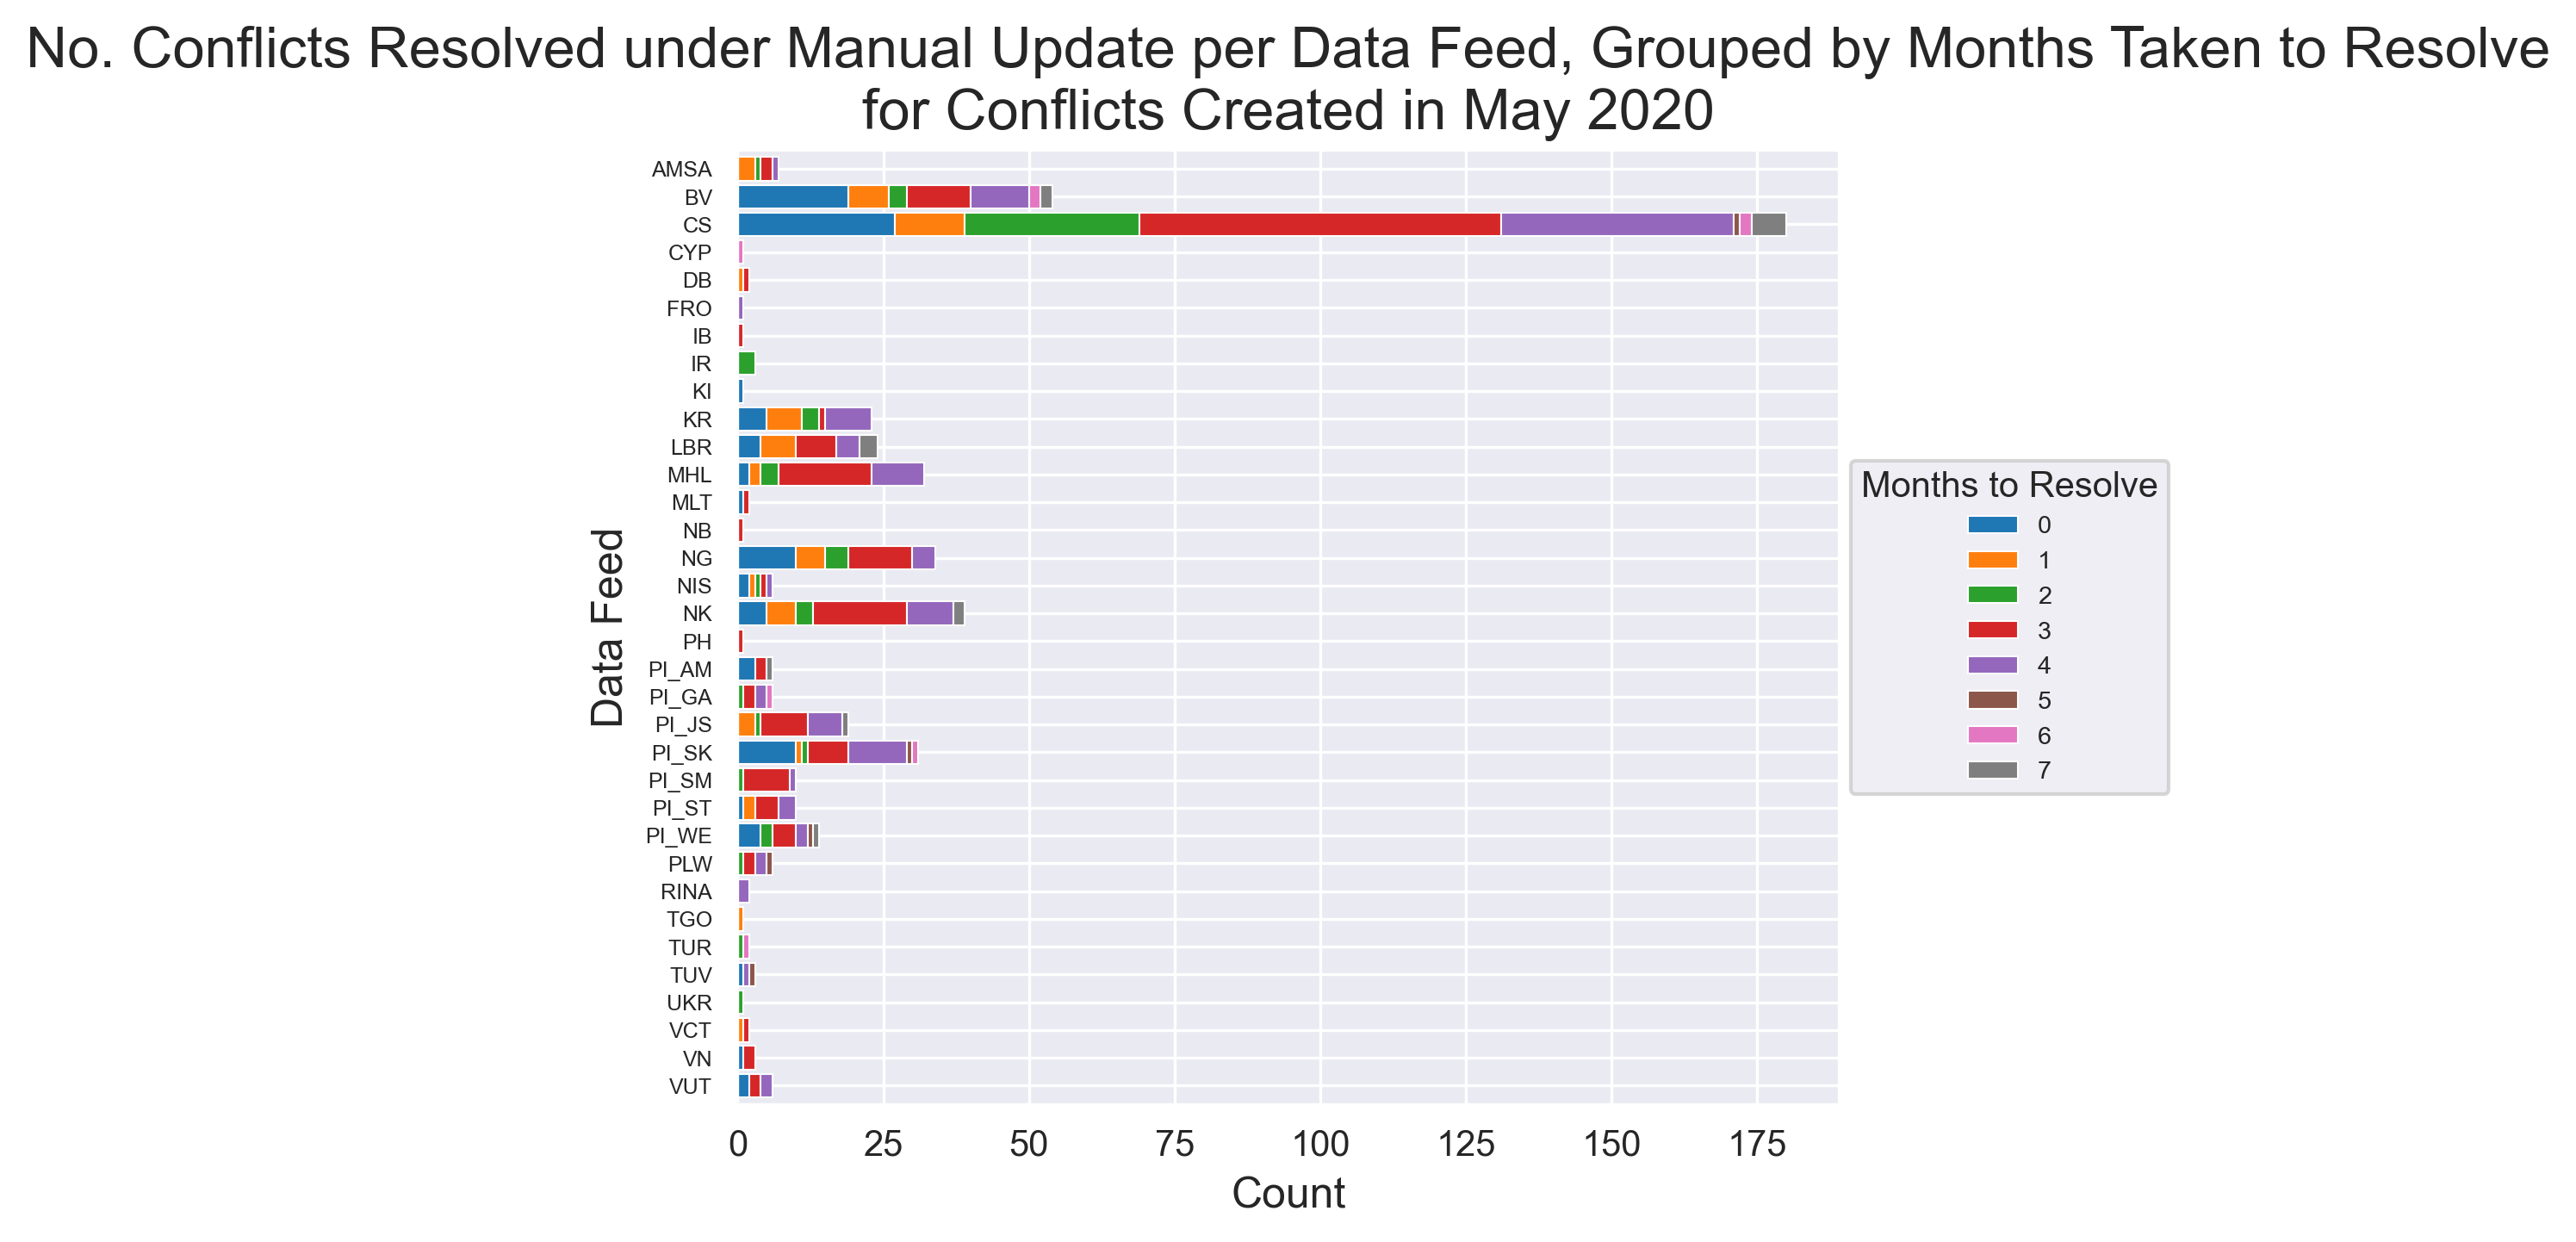 No. Conflicts Resolved under Manual Update per Data Feed, Grouped by Months Taken to Resolve
for Conflicts Created in May 2020
AMSA
BV
CS
CYP
DB
FRO
IB
IR
KI
KR
LBR
MHL
MLT
NB
NG
NIS
NK
PH
PI_AM
PI_GA
PI_JS
PI_SK
PI_SM
PI_ST
PI_WE
PLW
RINA
TGO
TUR
TUV
UKR
VCT
VN
VUT
Data Feed
0 25 50 75 100 125 150 175
Count
Months to Resolve
0
1
2
3
4
5
6
7